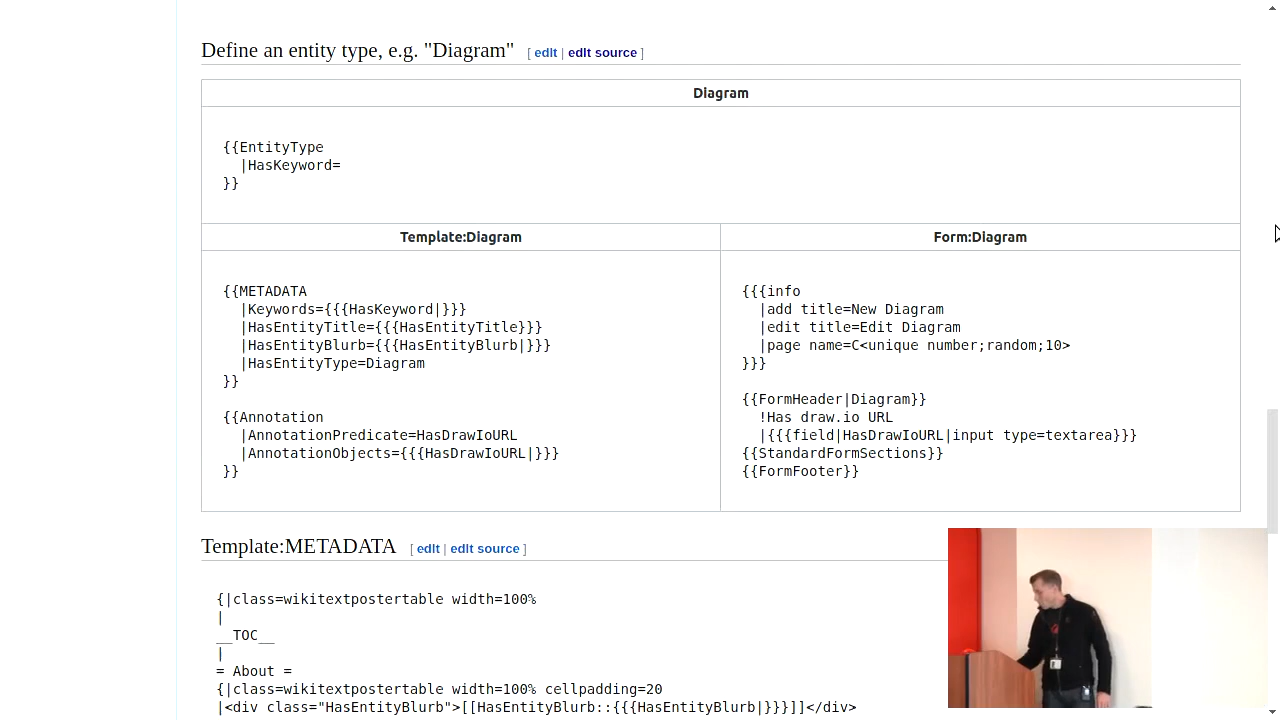 Define an entity type, e.g. "Diagram" [ edit | edit source ]
Diagram
{{EntityType
|HasKeyword=
}}
Template:Diagram
{{METADATA
|Keywords={{{HasKeyword|}}}
|HasEntityTitle={{{HasEntityTitle}}}
|HasEntityBlurb={{{HasEntityBlurb|}}}
|HasEntityType=Diagram
}}
{{Annotation
|AnnotationPredicate=HasDrawIoURL
|AnnotationObjects={{{HasDrawIoURL|}}}
}}
Form:Diagram
{{{info
|add title=New Diagram
|edit title=Edit Diagram
|page name=C<unique number;random;10>
}}}
{{FormHeader|Diagram}}
!Has draw.io URL
|{{{field|HasDrawIoURL|input type=textarea}}}
{{StandardFormSections}}
{{FormFooter}}
Template:METADATA [ edit | edit source ]
{|class=wikitextpostertable width=100%
|
__TOC__
|
= About =
{|class=wikitextpostertable width=100% cellpadding=20
|<div class="HasEntityBlurb">[[HasEntityBlurb::{{{HasEntityBlurb|}}}]]</div>